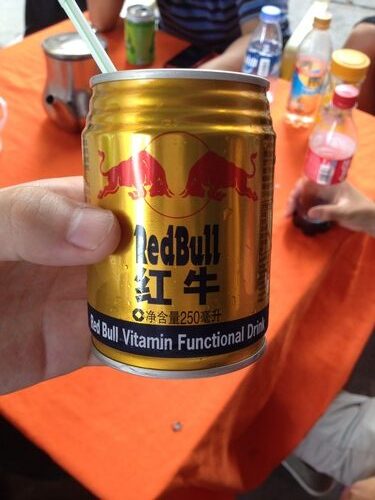 RedBull
红牛
净含量250毫升
Red Bull Vitamin Functional Drink